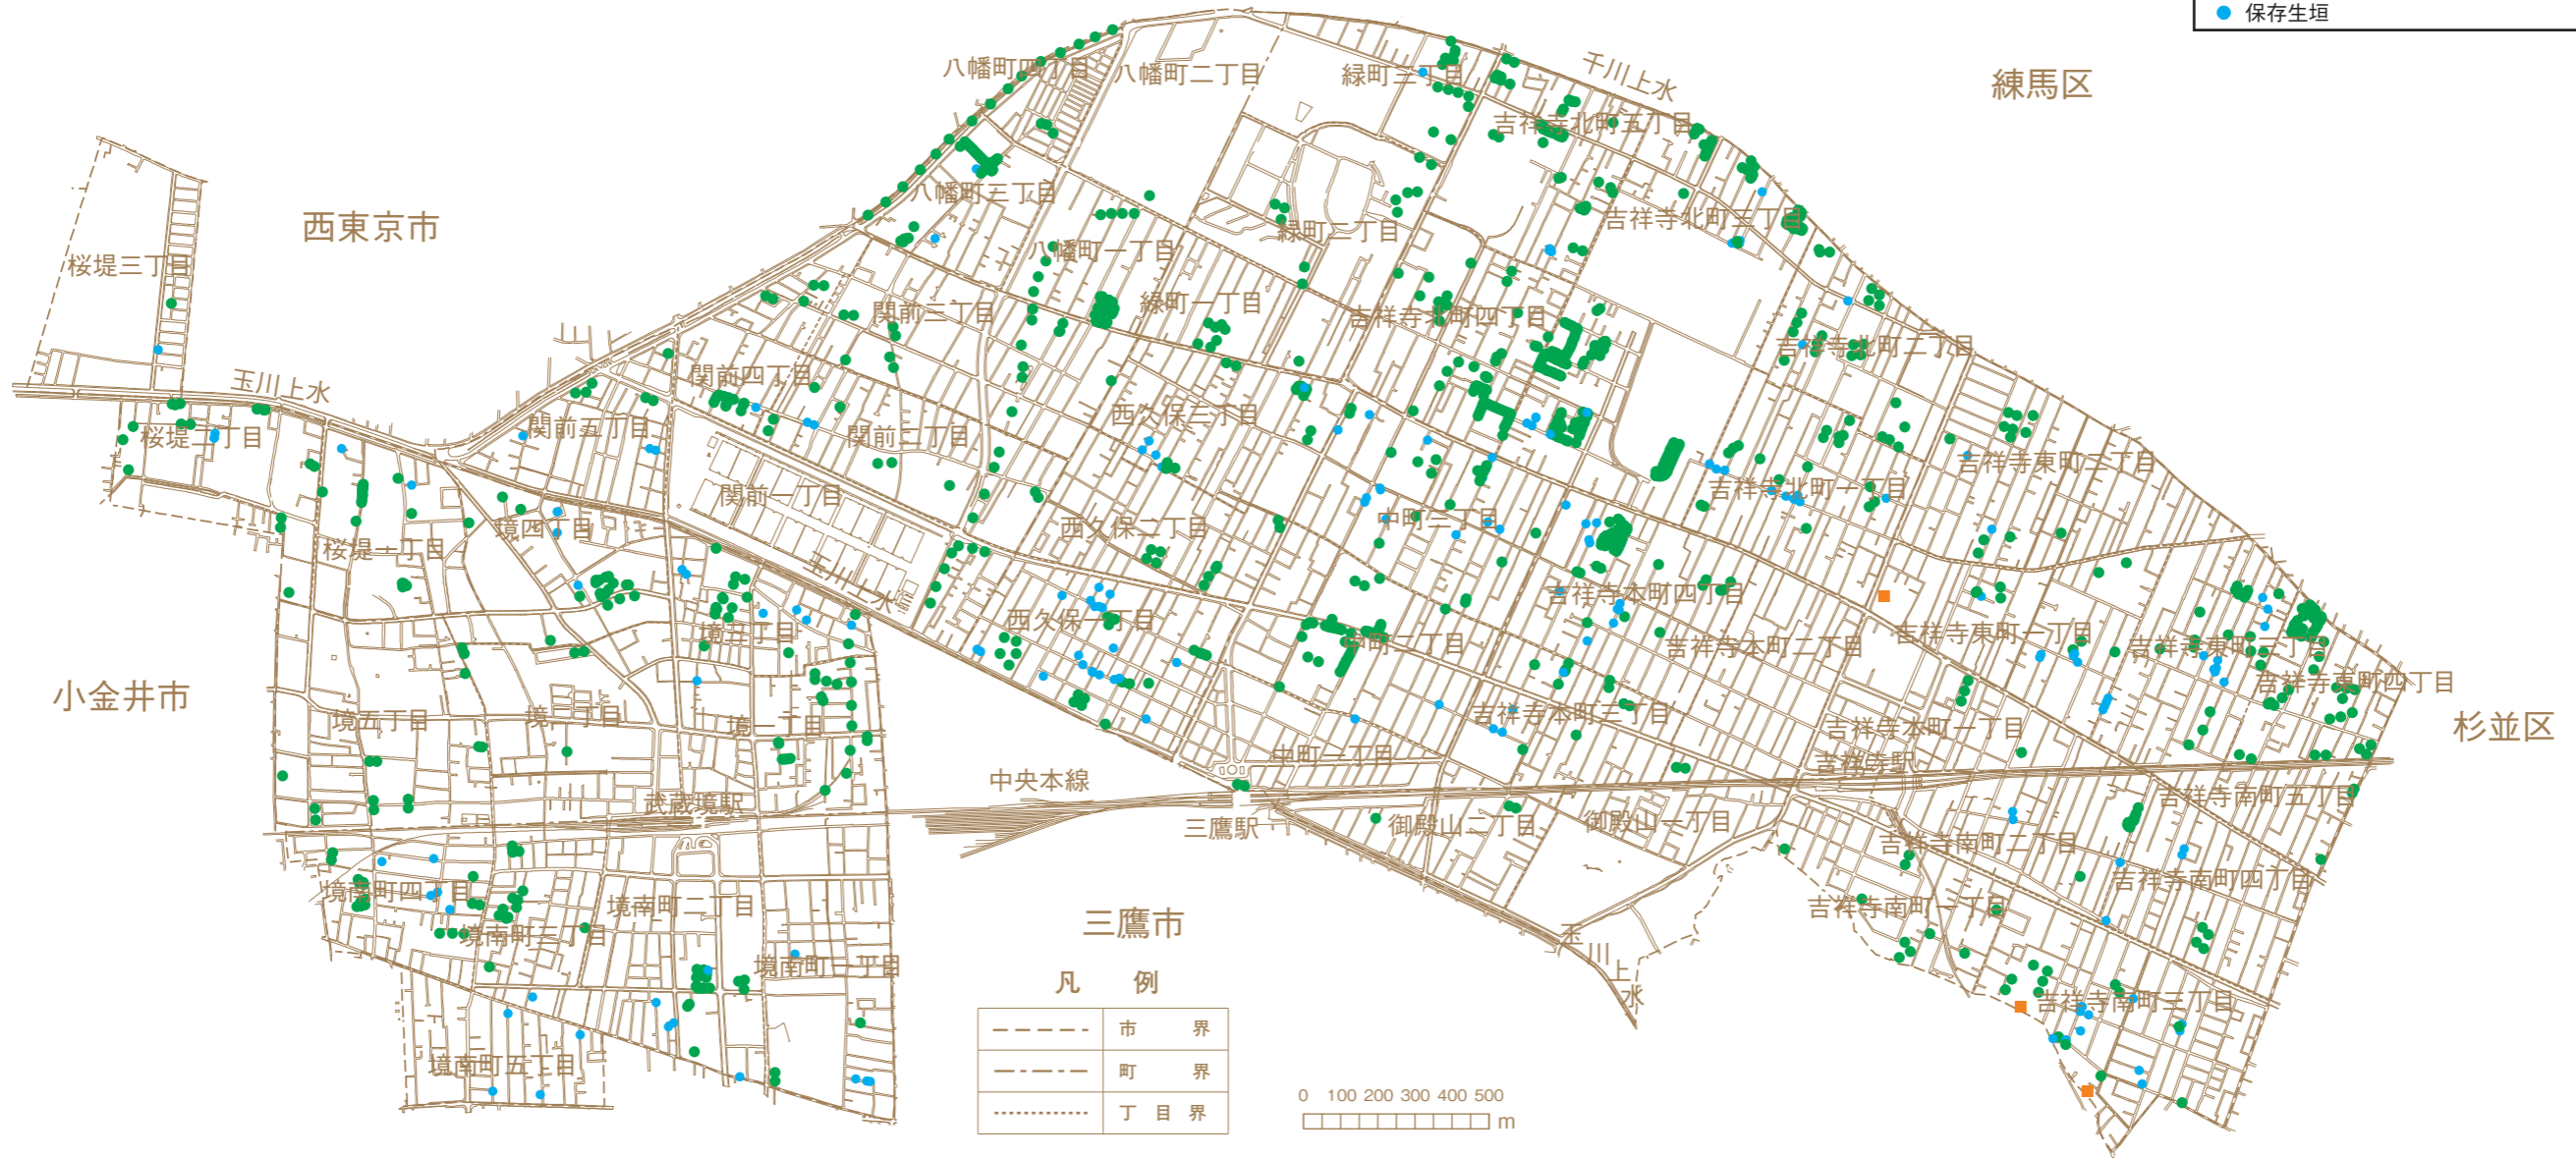 保存生垣
練馬区
八幡町四丁目
八幡町二丁目
緑町三丁目
千川上水
吉祥寺北町五丁目
八幡町三丁目
西東京市
桜堤三丁目
八幡町一丁目
緑町二丁目
吉祥寺北町三丁目
関前三丁目
緑町一丁目
吉祥寺北町四丁目
吉祥寺北町二丁目
玉川上水
関前四丁目
桜堤二丁目
関前五丁目
関前二丁目
西久保三丁目
吉祥寺東町二丁目
関前一丁目
吉祥寺北町一丁目
桜堤一丁目
境四丁目
西久保二丁目
中町三丁目
玉川上水
吉祥寺本町四丁目
西久保一丁目
境三丁目
中町二丁目
吉祥寺本町二丁目
吉祥寺東町一丁目
吉祥寺東町三丁目
吉祥寺東町四丁目
小金井市
境五丁目
境二丁目
境一丁目
吉祥寺本町三丁目
吉祥寺本町一丁目
杉並区
中町一丁目
吉祥寺駅
中央本線
武蔵境駅
三鷹駅
御殿山二丁目
御殿山一丁目
吉祥寺南町五丁目
吉祥寺南町二丁目
境南町四丁目
境南町二丁目
吉祥寺南町四丁目
吉祥寺南町一丁目
境南町三丁目
三鷹市
玉川上水
境南町一丁目
吉祥寺南町三丁目
境南町五丁目
凡 例
市 界
町 界
丁 目 界
0 100 200 300 400 500
m